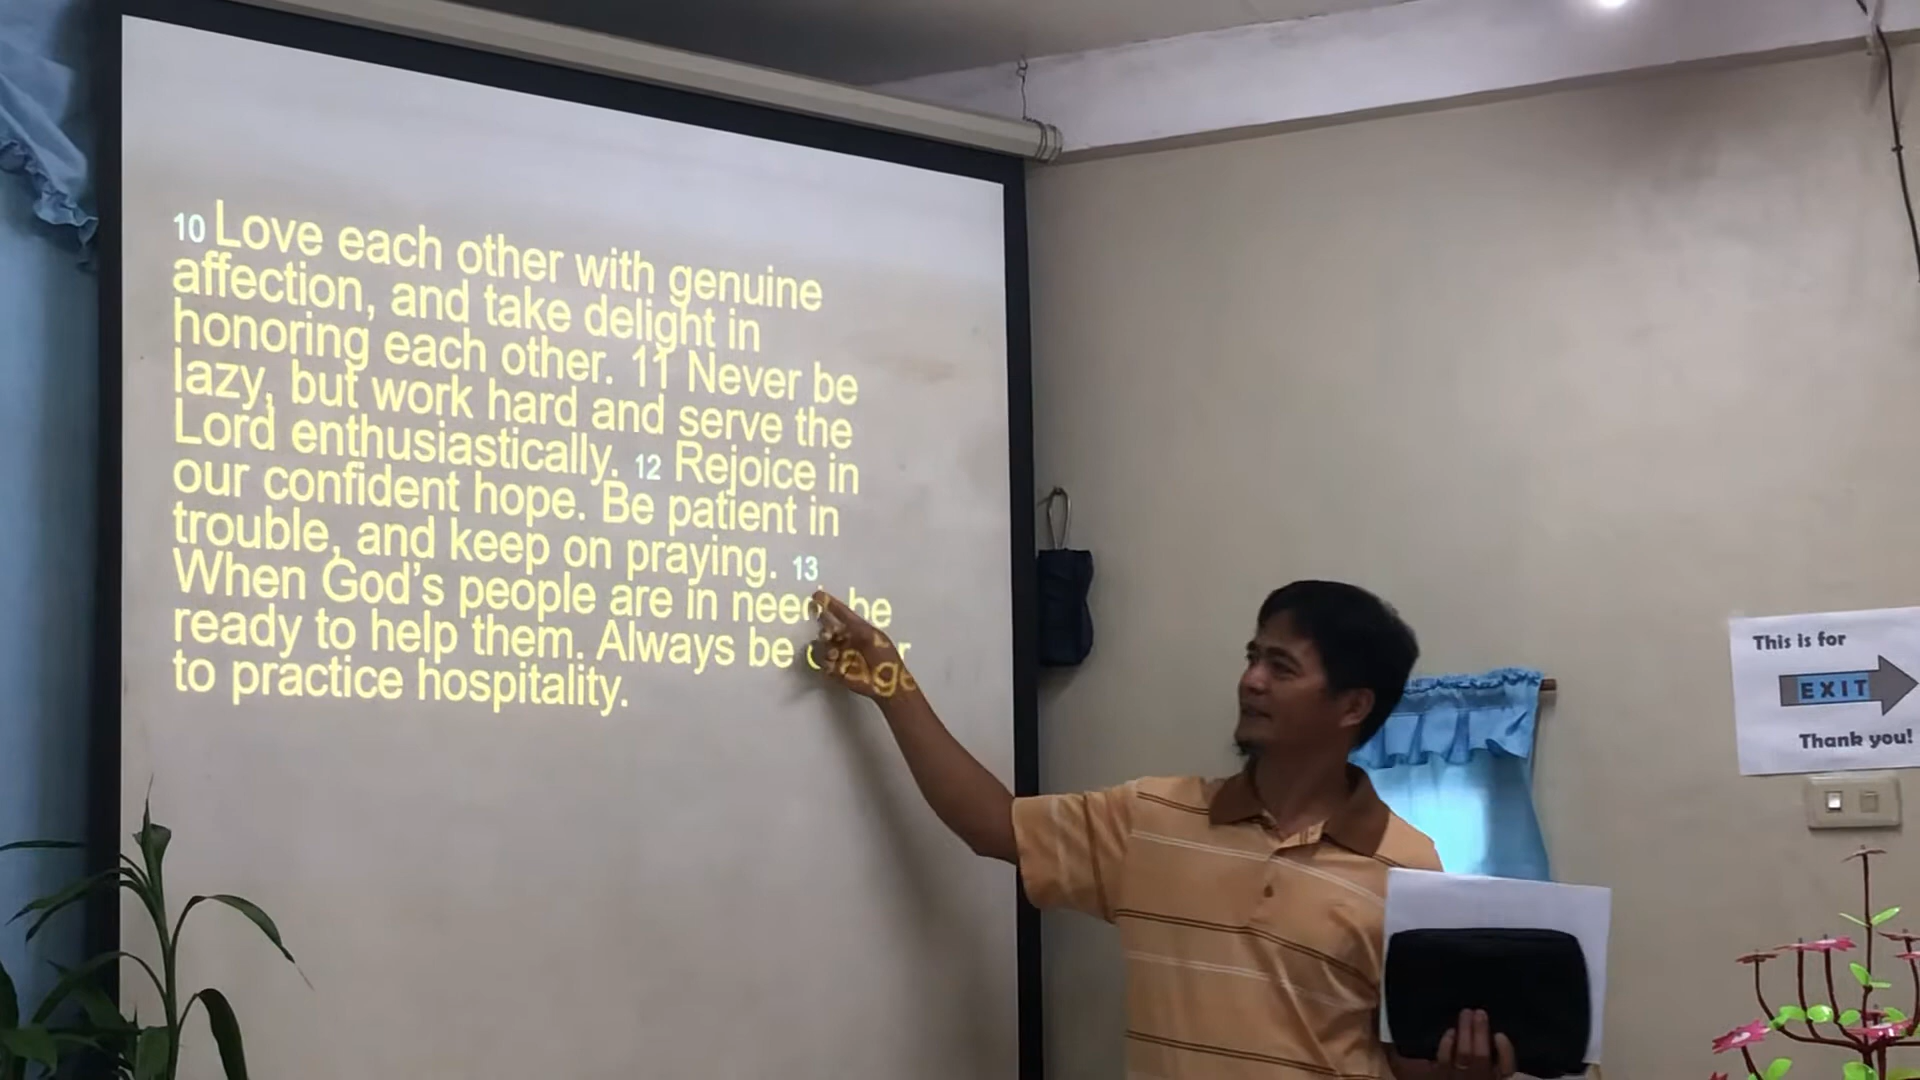 10 Love each other with genuine
affection, and take delight in
honoring each other. 11 Never be
lazy, but work hard and serve the
Lord enthusiastically. 12 Rejoice in
our confident hope. Be patient in
trouble, and keep on praying. 13
When God’s people are in need, be
ready to help them. Always be eager
to practice hospitality.
This is for
EXIT
Thank you!